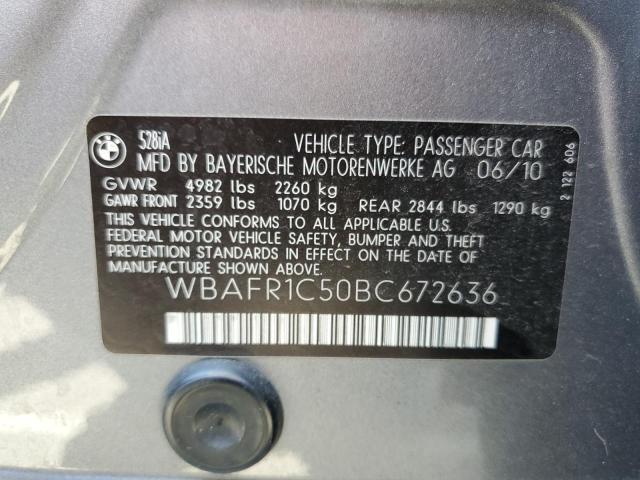 BMW
528iA VEHICLE TYPE: PASSENGER CAR
MFD BY BAYERISCHE MOTORENWERKE AG 06/10
GVWR 4982 lbs 2260 kg
GAWR FRONT 2359 lbs 1070 kg REAR 2844 lbs 1290 kg
THIS VEHICLE CONFORMS TO ALL APPLICABLE U.S.
FEDERAL MOTOR VEHICLE SAFETY, BUMPER AND THEFT
PREVENTION STANDARDS IN EFFECT ON THE DATE OF
MANUFACTURE SHOWN ABOVE.
WBAFR1C50BC672636
2 122 606